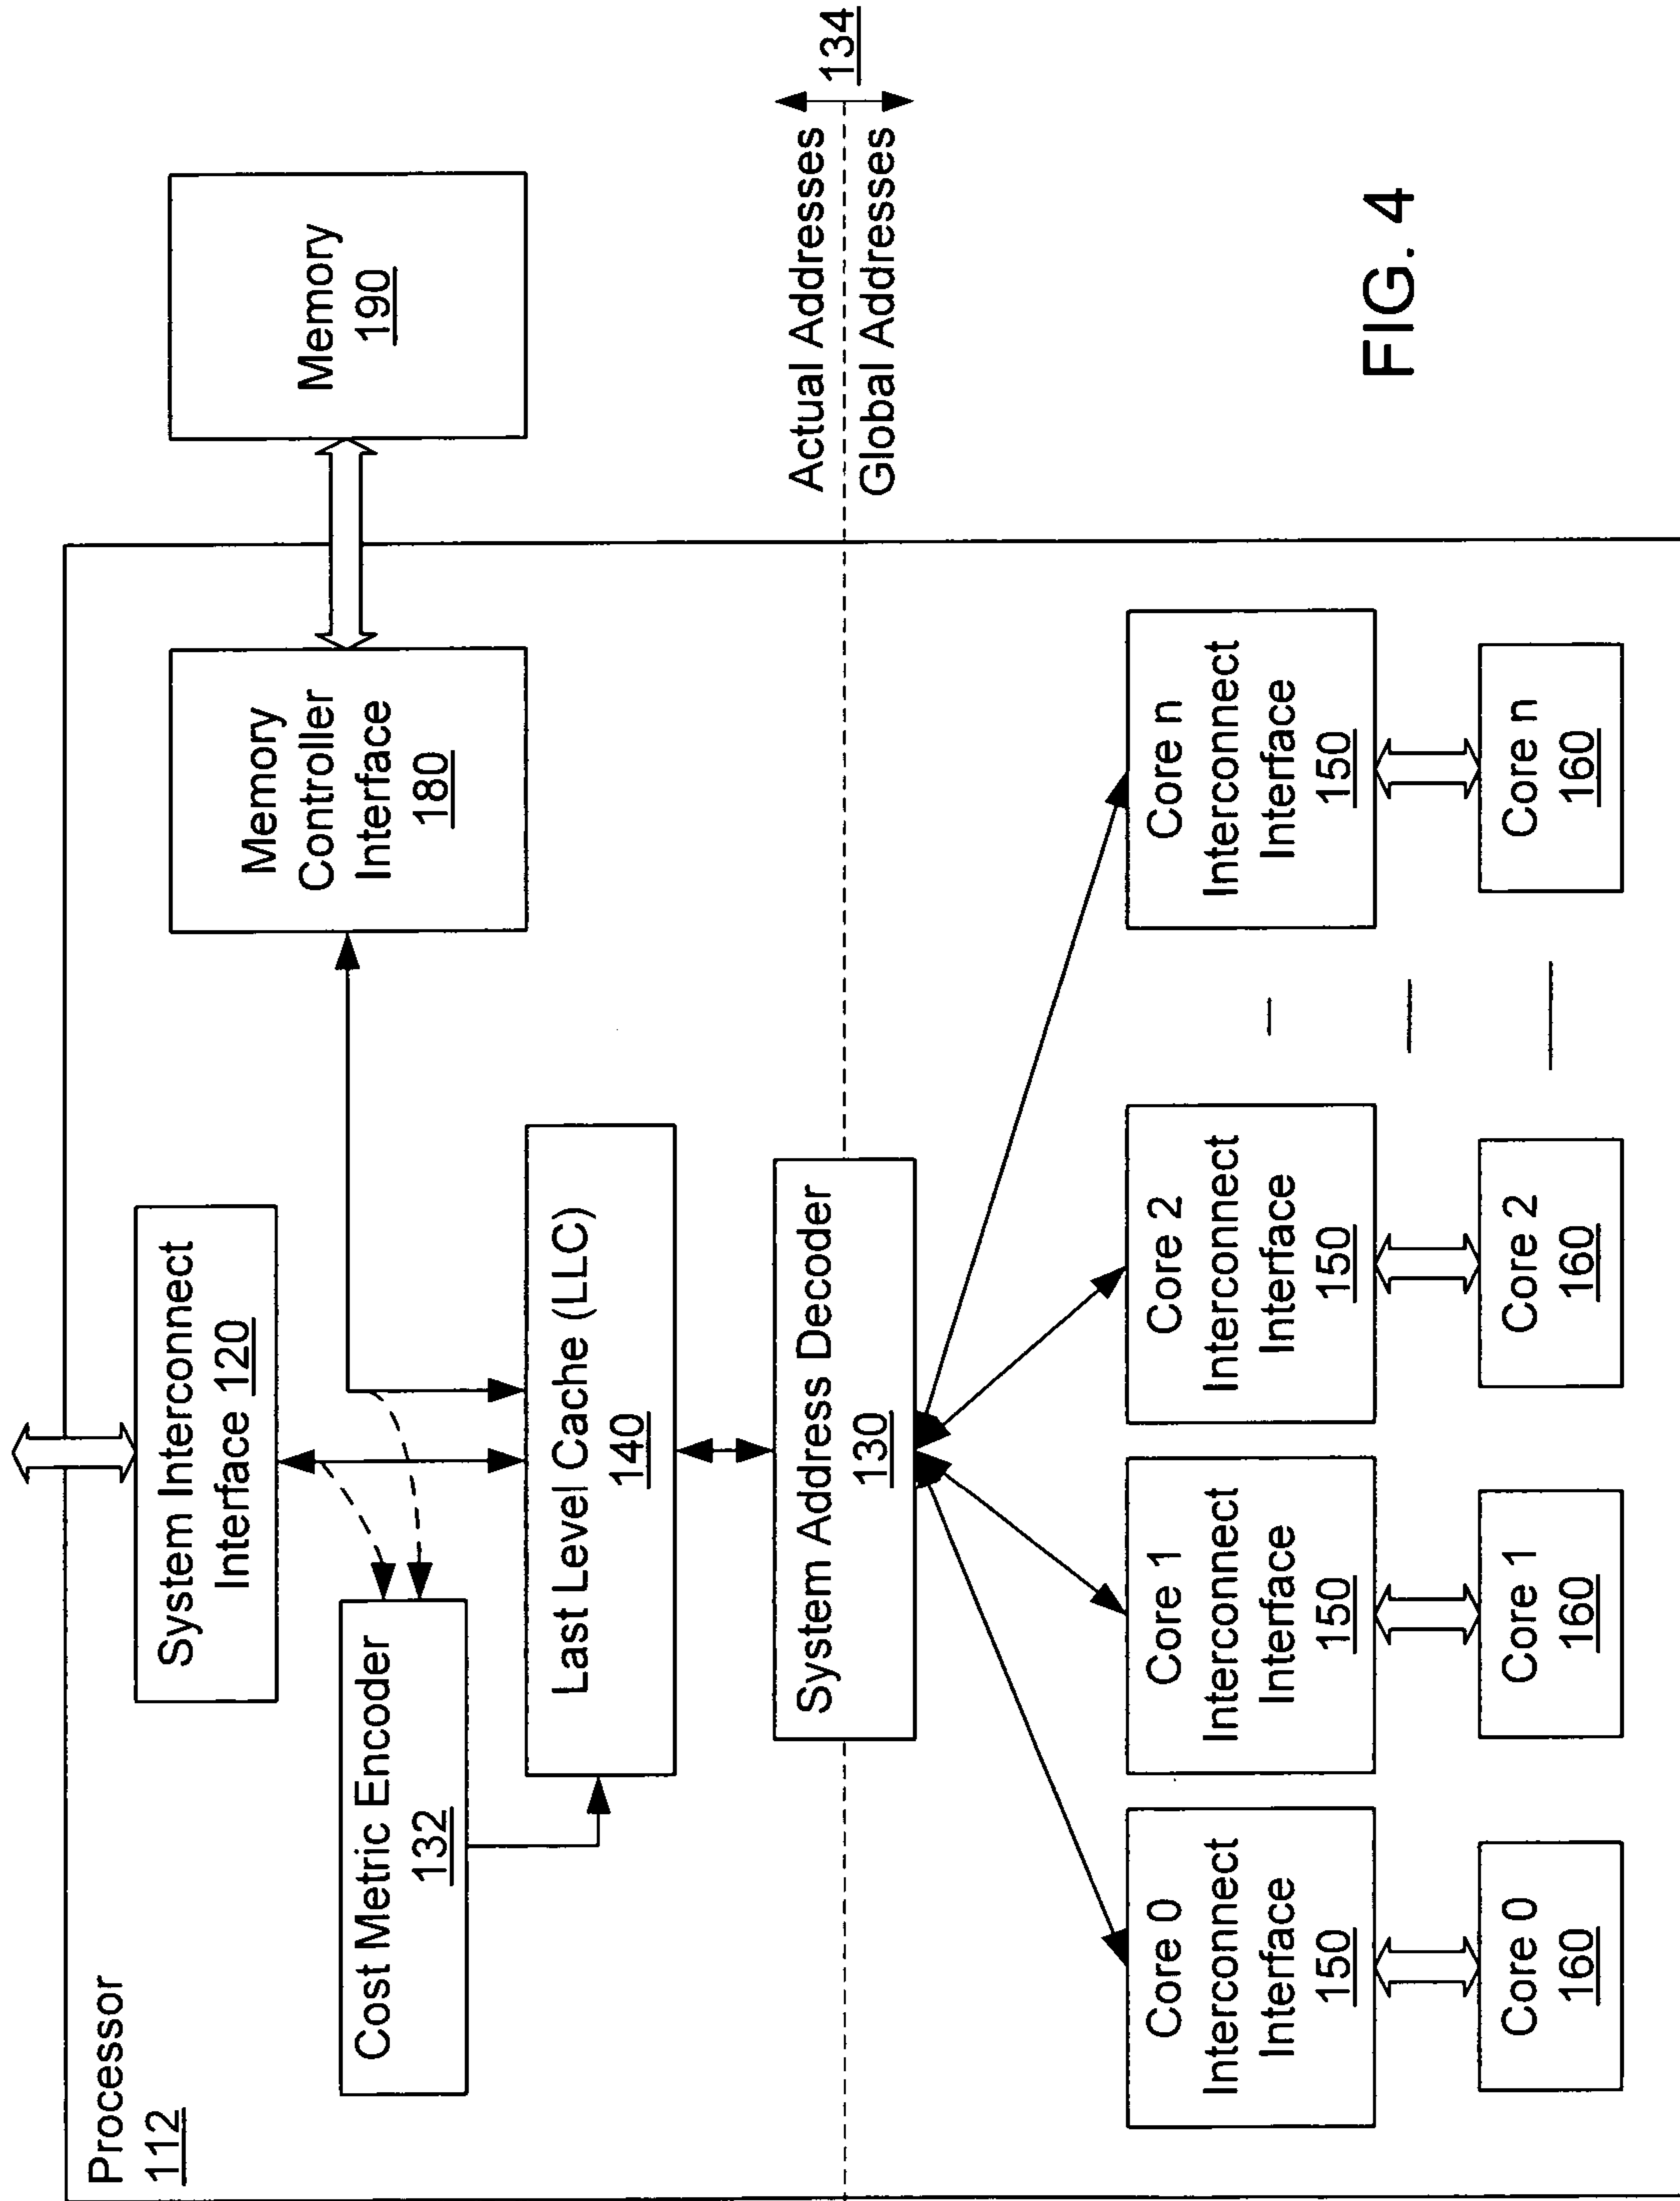 Processor
112
System Interconnect
Interface 120
Cost Metric Encoder
132
Memory
Controller
Interface
180
Memory
190
Last Level Cache (LLC)
140
System Address Decoder
130
Actual Addresses
Global Addresses
134
Core 0
Interconnect
Interface
150
Core 1
Interconnect
Interface
150
Core 2
Interconnect
Interface
150
Core n
Interconnect
Interface
150
Core 0
160
Core 1
160
Core 2
160
Core n
160
FIG. 4